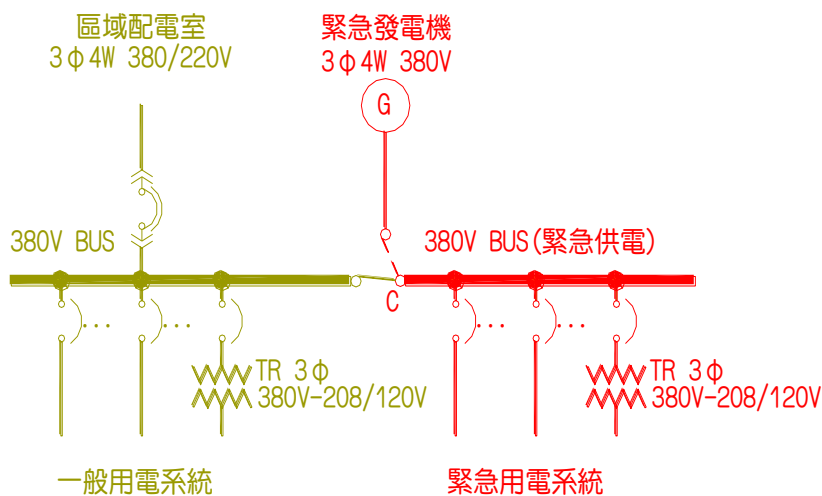 區域配電室
3φ4W 380/220V
緊急發電機
3φ4W 380V
G
380V BUS
380V BUS(緊急供電)
C
TR 3φ
380V-208/120V
TR 3φ
380V-208/120V
一般用電系統
緊急用電系統